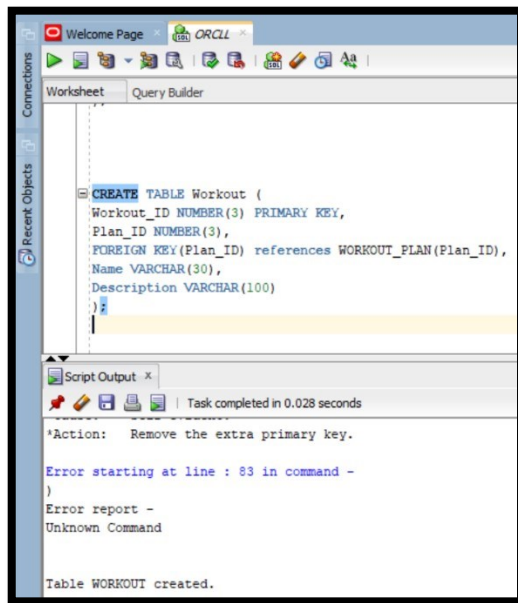 Welcome Page
ORCLL
Connections
Recent Objects
Worksheet Query Builder
CREATE TABLE Workout (
Workout_ID NUMBER(3) PRIMARY KEY,
Plan_ID NUMBER(3),
FOREIGN KEY(Plan_ID) references WORKOUT_PLAN(Plan_ID),
Name VARCHAR(30),
Description VARCHAR(100)
);
Script Output x
Task completed in 0.028 seconds
*Action: Remove the extra primary key.
Error starting at line : 83 in command -
)
Error report -
Unknown Command
Table WORKOUT created.